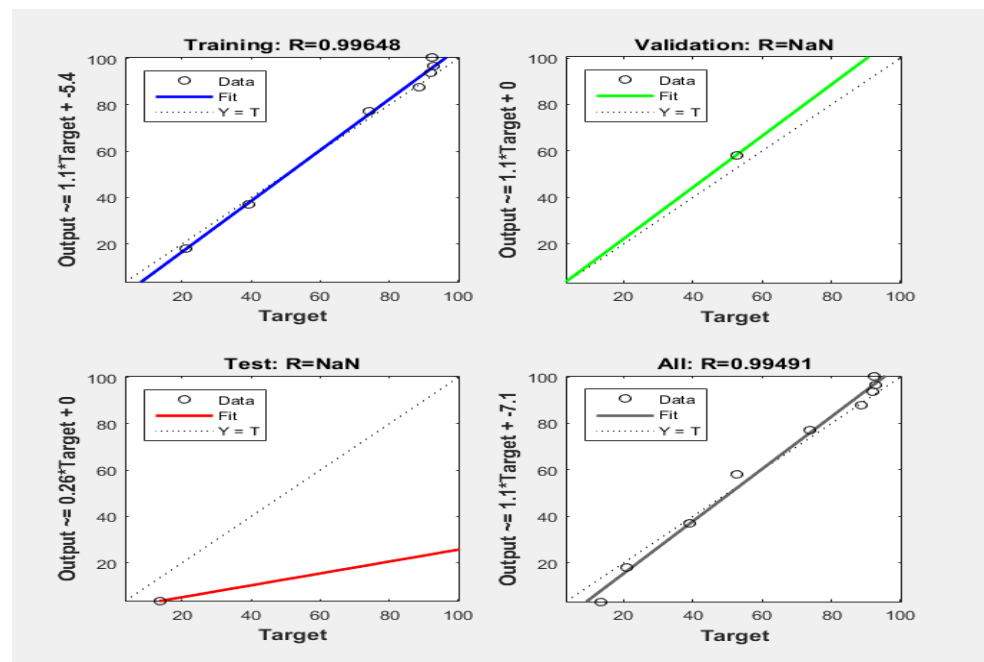 Training: R=0.99648
Output ~= 1.1*Target + -5.4
100
80
60
40
20
Data
Fit
Y = T
20
40
60
80
100
Target
Validation: R=NaN
Output ~= 1.1*Target + 0
100
80
60
40
20
Data
Fit
Y = T
20
40
60
80
100
Target
Test: R=NaN
Output ~= 0.26*Target + 0
100
80
60
40
20
Data
Fit
Y = T
20
40
60
80
100
Target
All: R=0.99491
Output ~= 1.1*Target + -7.1
100
80
60
40
20
Data
Fit
Y = T
20
40
60
80
100
Target